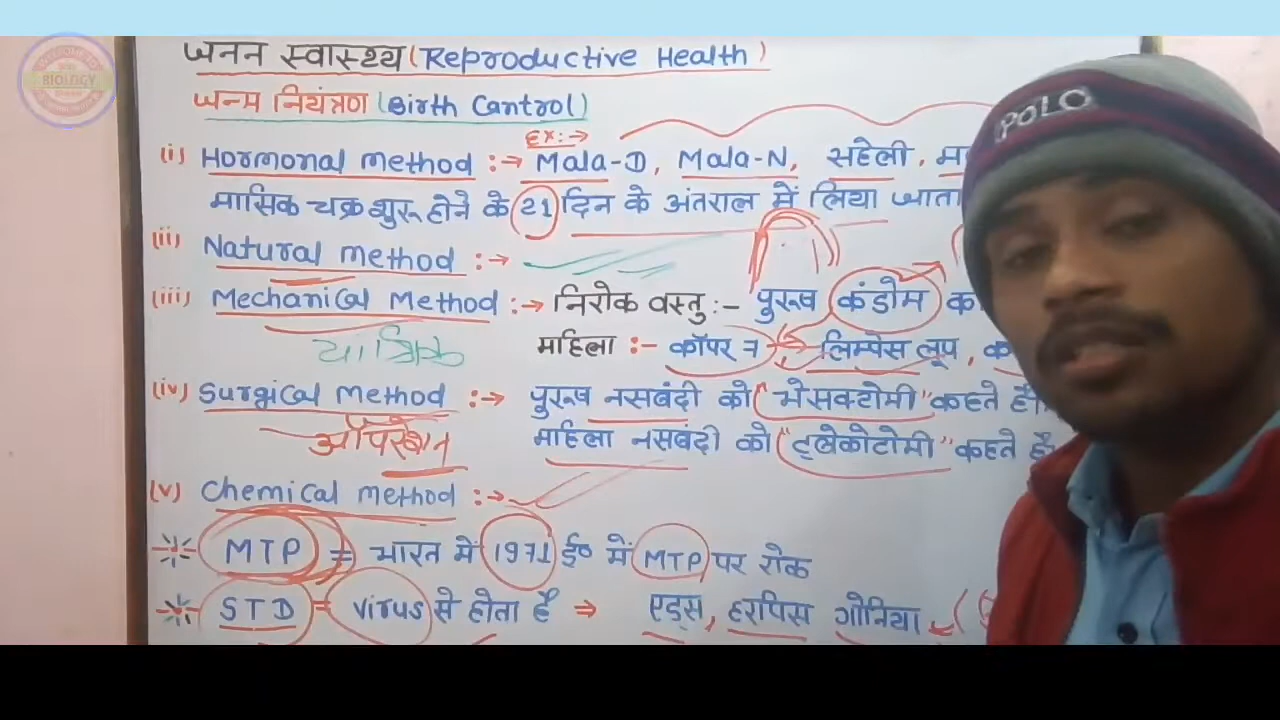 BIOLOGY
POLO
जनन स्वास्थ्य (Reproductive Health)
जन्म नियंत्रण (Birth Cantrol)
Ex:→
(i) Hormonal method :→ Mala-D, Mala-N, सहेली,
मासिक चक्र शुरू होने के 21 दिन के अंतराल में लिया जाता
(ii) Natural method :→
(iii) Mechanical Method :→ निरोक वस्तु:- पुरुष कंडोम
यांत्रिक महिला :- कॉपर न लिम्पेस लूप,
(iv) Surgical Method :→ पुरुष नसबंदी को "भेसक्टोमी" कहते हैं
ऑपरेशन महिला नसबंदी को "ट्यूबेकोटोमी" कहते हैं
(v) Chemical method :→
MTP = भारत में 1971 ई० में MTP पर रोक
STD = virus से होता है ⇒ एड्स, हरपिस गोनिया